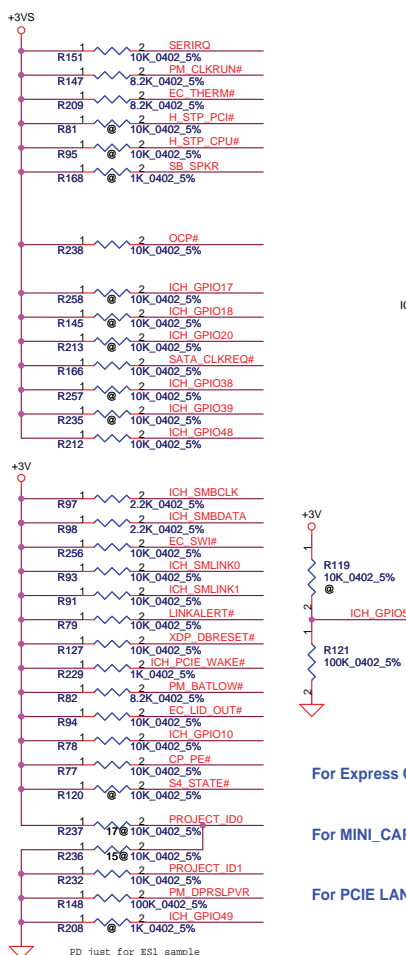 +3VS
1 2 SERIRQ
R151 10K_0402_5%
1 2 PM_CLKRUN#
R147 8.2K_0402_5%
1 2 EC_THERM#
R209 8.2K_0402_5%
1 2 H_STP_PCI#
R81 @ 10K_0402_5%
1 2 H_STP_CPU#
R95 @ 10K_0402_5%
1 2 SB_SPKR
R168 @ 1K_0402_5%
1 2 OCP#
R238 10K_0402_5%
1 2 ICH_GPIO17
R258 @ 10K_0402_5%
1 2 ICH_GPIO18
R145 @ 10K_0402_5%
1 2 ICH_GPIO20
R213 @ 10K_0402_5%
1 2 SATA_CLKREQ#
R166 10K_0402_5%
1 2 ICH_GPIO38
R257 @ 10K_0402_5%
1 2 ICH_GPIO39
R235 @ 10K_0402_5%
1 2 ICH_GPIO48
R212 10K_0402_5%
+3V
1 2 ICH_SMBCLK
R97 2.2K_0402_5%
1 2 ICH_SMBDATA
R98 2.2K_0402_5%
1 2 EC_SWI#
R256 10K_0402_5%
1 2 ICH_SMLINK0
R93 10K_0402_5%
1 2 ICH_SMLINK1
R91 10K_0402_5%
1 2 LINKALERT#
R79 10K_0402_5%
1 2 XDP_DBRESET#
R127 10K_0402_5%
1 2 ICH_PCIE_WAKE#
R229 1K_0402_5%
1 2 PM_BATLOW#
R82 8.2K_0402_5%
1 2 EC_LID_OUT#
R94 10K_0402_5%
1 2 ICH_GPIO10
R78 10K_0402_5%
1 2 CP_PE#
R77 10K_0402_5%
1 2 S4_STATE#
R120 @ 10K_0402_5%
1 2 PROJECT_ID0
R237 17@ 10K_0402_5%
1 2
R236 15@ 10K_0402_5%
1 2 PROJECT_ID1
R232 10K_0402_5%
1 2 PM_DPRSLPVR
R148 100K_0402_5%
1 2 ICH_GPIO49
R208 @ 1K_0402_5%
PD just for ES1 sample
IC
+3V
1
R119
10K_0402_5%
@
2
ICH_GPIO5
1
R121
100K_0402_5%
2
For Express C
For MINI_CAR
For PCIE LAN